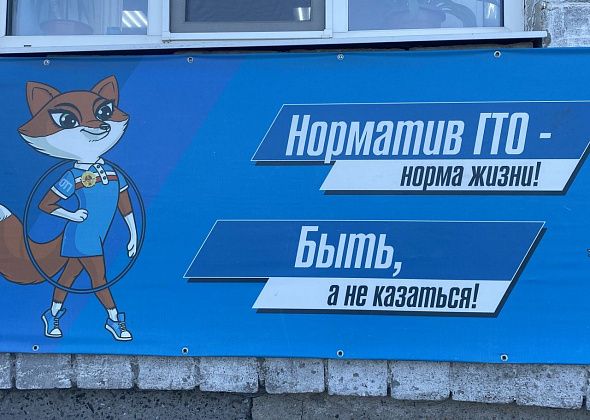 Норматив ГТО -
норма жизни!
Быть,
а не казаться!